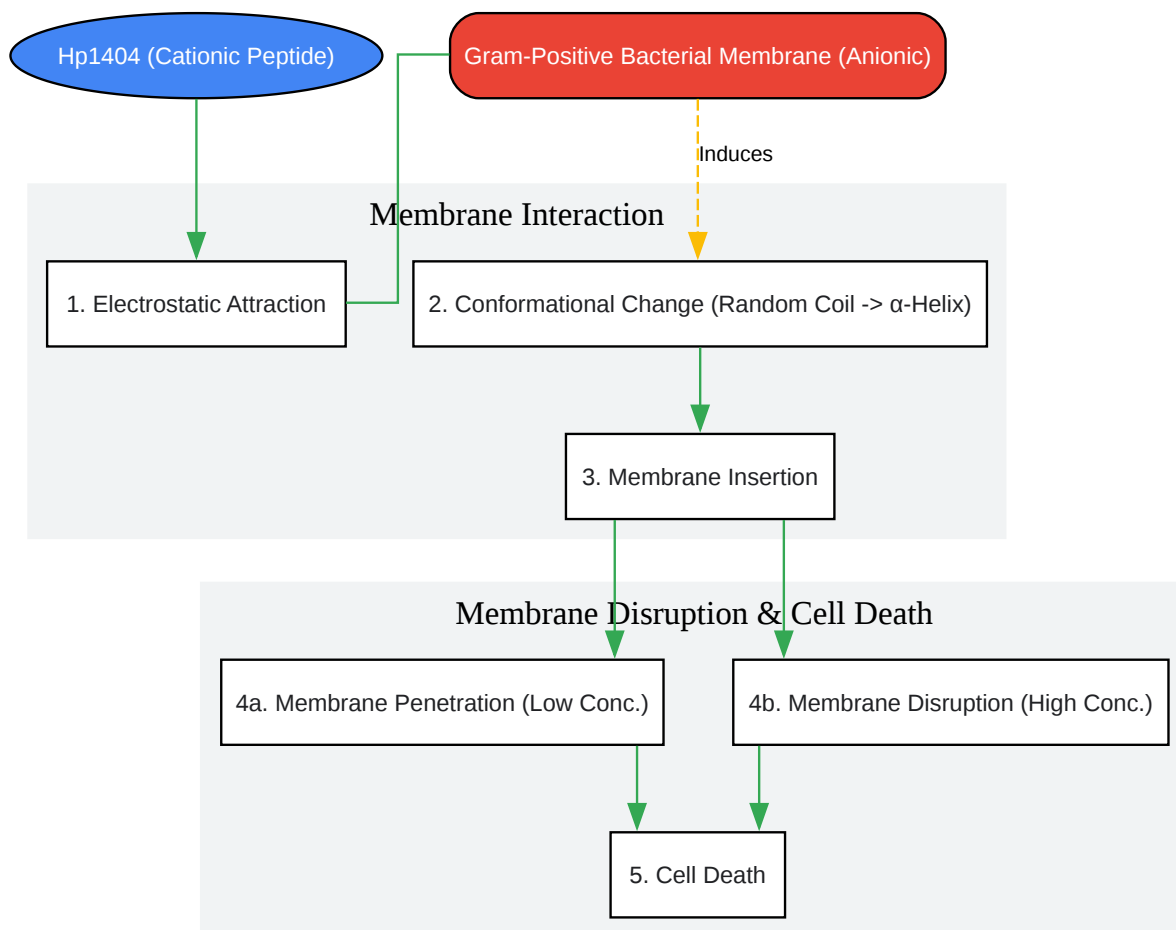 Hp1404 (Cationic Peptide)
Gram-Positive Bacterial Membrane (Anionic)
Induces
Membrane Interaction
1. Electrostatic Attraction
2. Conformational Change (Random Coil -> α-Helix)
3. Membrane Insertion
Membrane Disruption & Cell Death
4a. Membrane Penetration (Low Conc.)
4b. Membrane Disruption (High Conc.)
5. Cell Death